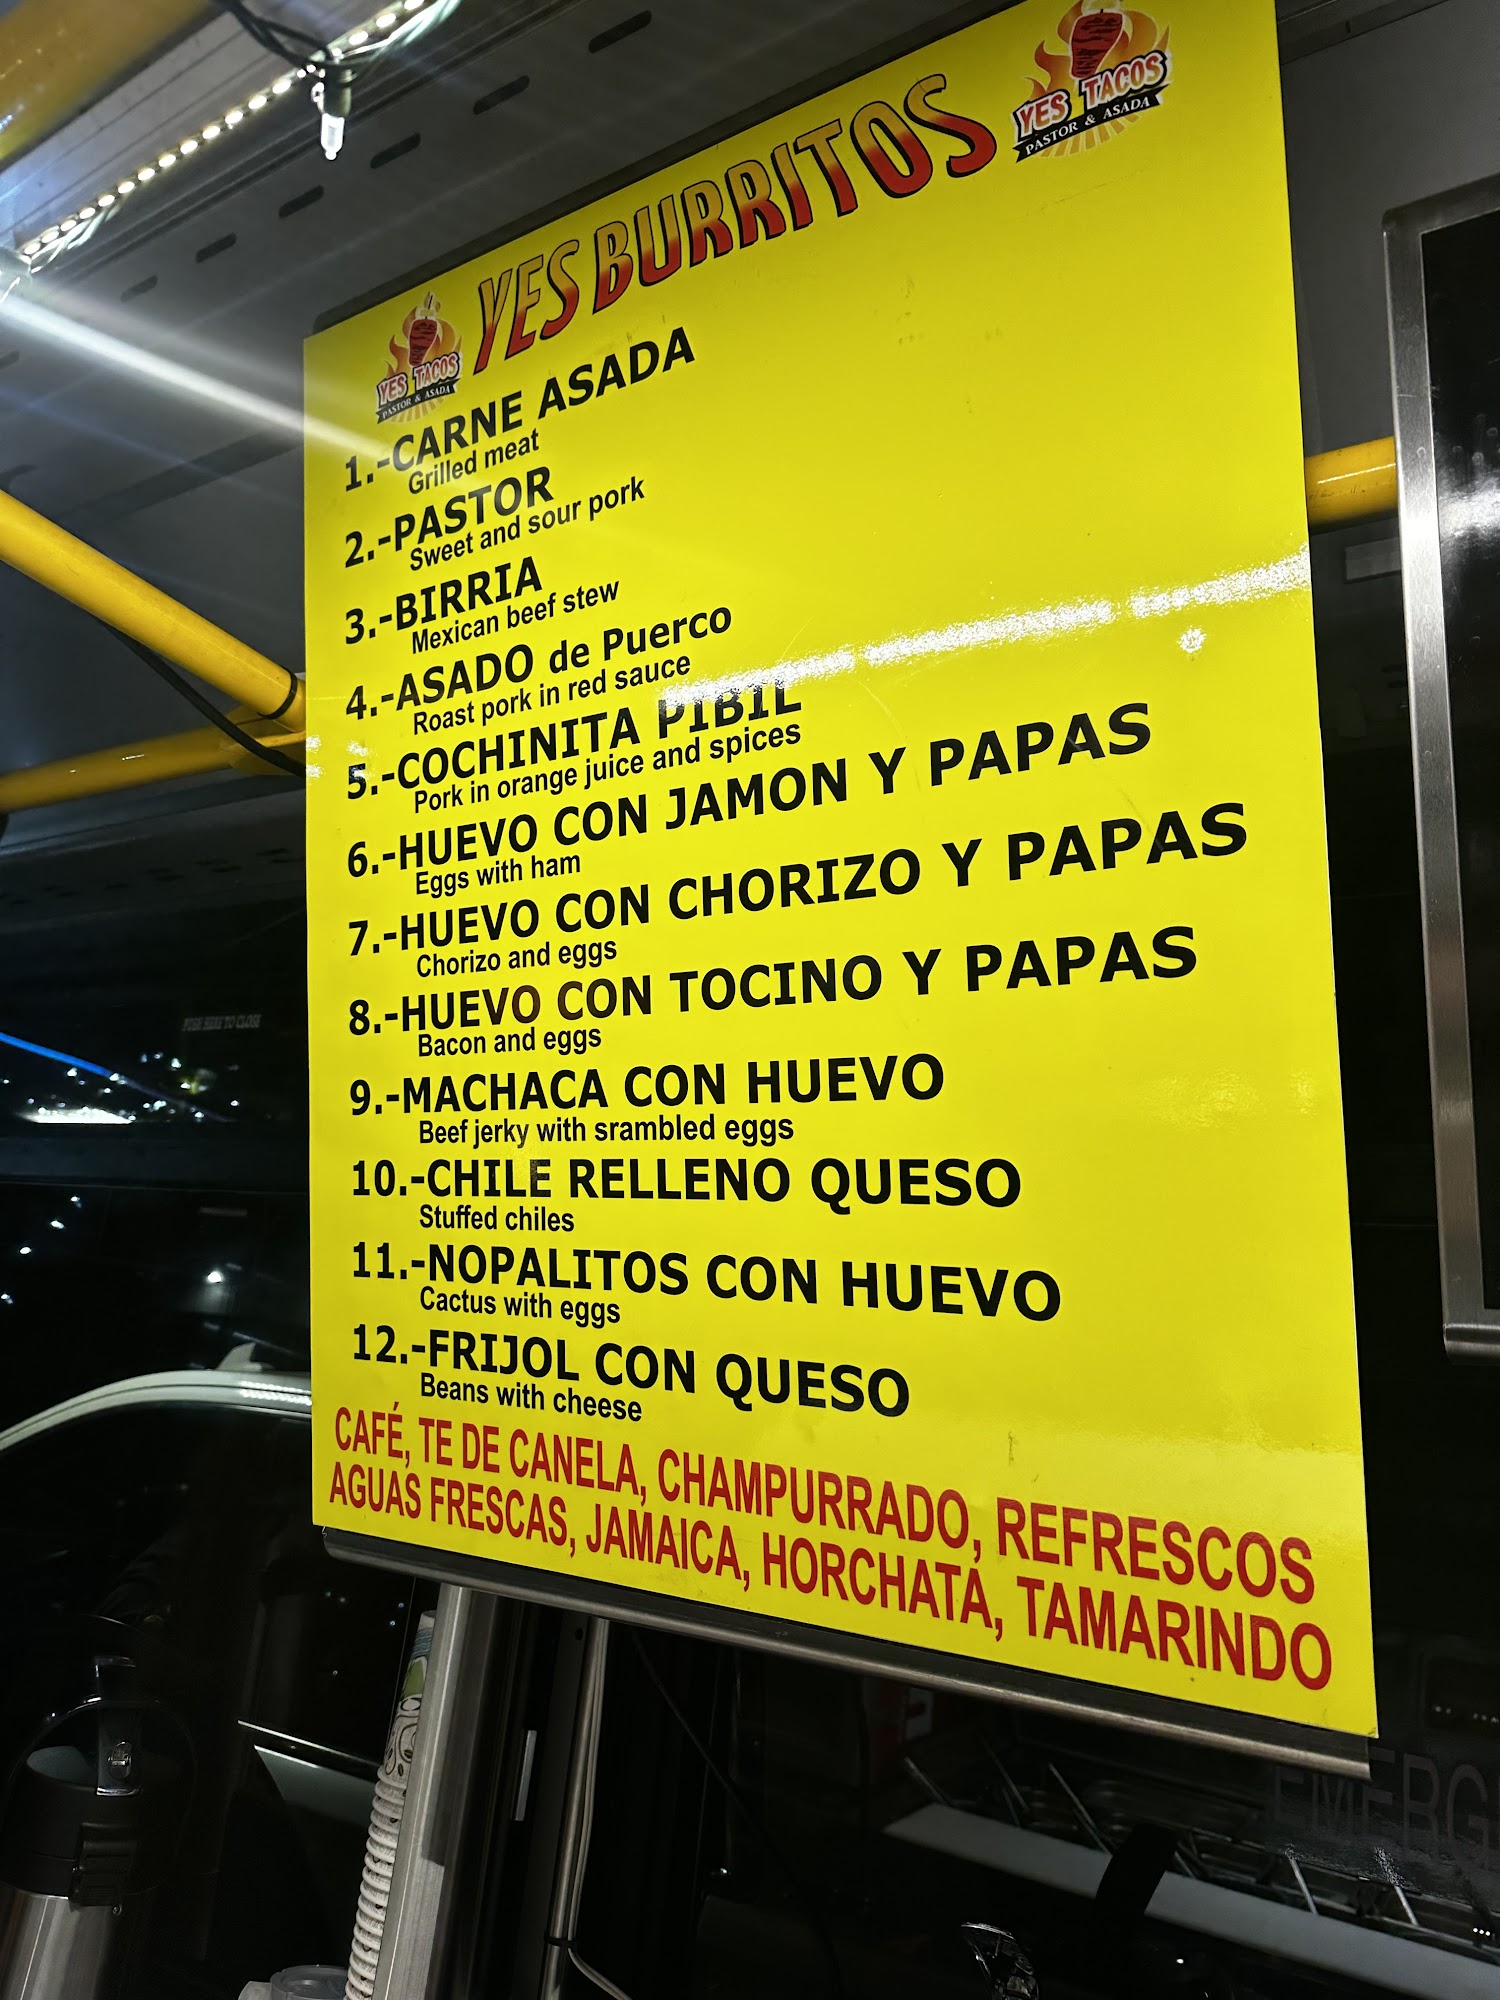 YES TACOS
PASTOR & ASADA
YES BURRITOS
YES TACOS
PASTOR & ASADA
1.-CARNE ASADA
Grilled meat
2.-PASTOR
Sweet and sour pork
3.-BIRRIA
Mexican beef stew
4.-ASADO de Puerco
Roast pork in red sauce
5.-COCHINITA PIBIL
Pork in orange juice and spices
6.-HUEVO CON JAMON Y PAPAS
Eggs with ham
7.-HUEVO CON CHORIZO Y PAPAS
Chorizo and eggs
8.-HUEVO CON TOCINO Y PAPAS
Bacon and eggs
9.-MACHACA CON HUEVO
Beef jerky with srambled eggs
10.-CHILE RELLENO QUESO
Stuffed chiles
11.-NOPALITOS CON HUEVO
Cactus with eggs
12.-FRIJOL CON QUESO
Beans with cheese
CAFÉ, TE DE CANELA, CHAMPURRADO, REFRESCOS
AGUAS FRESCAS, JAMAICA, HORCHATA, TAMARINDO
PUSH HERE TO CLOSE
EMERG